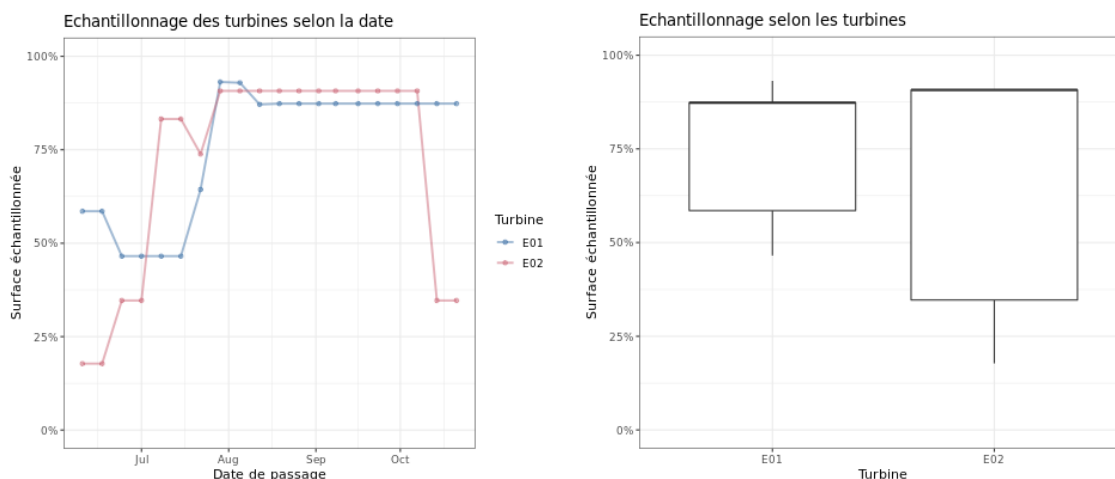 Echantillonnage des turbines selon la date
100%
75%
50%
25%
0%
Surface échantillonnée
Jul Aug Sep Oct
Date de passage
Turbine
E01
E02
Echantillonnage selon les turbines
100%
75%
50%
25%
0%
Surface échantillonnée
E01 E02
Turbine